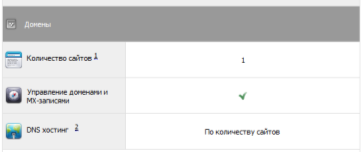 Домены
Количество сайтов 1
1
Управление доменами и
MX-записями
DNS хостинг 2
По количеству сайтов